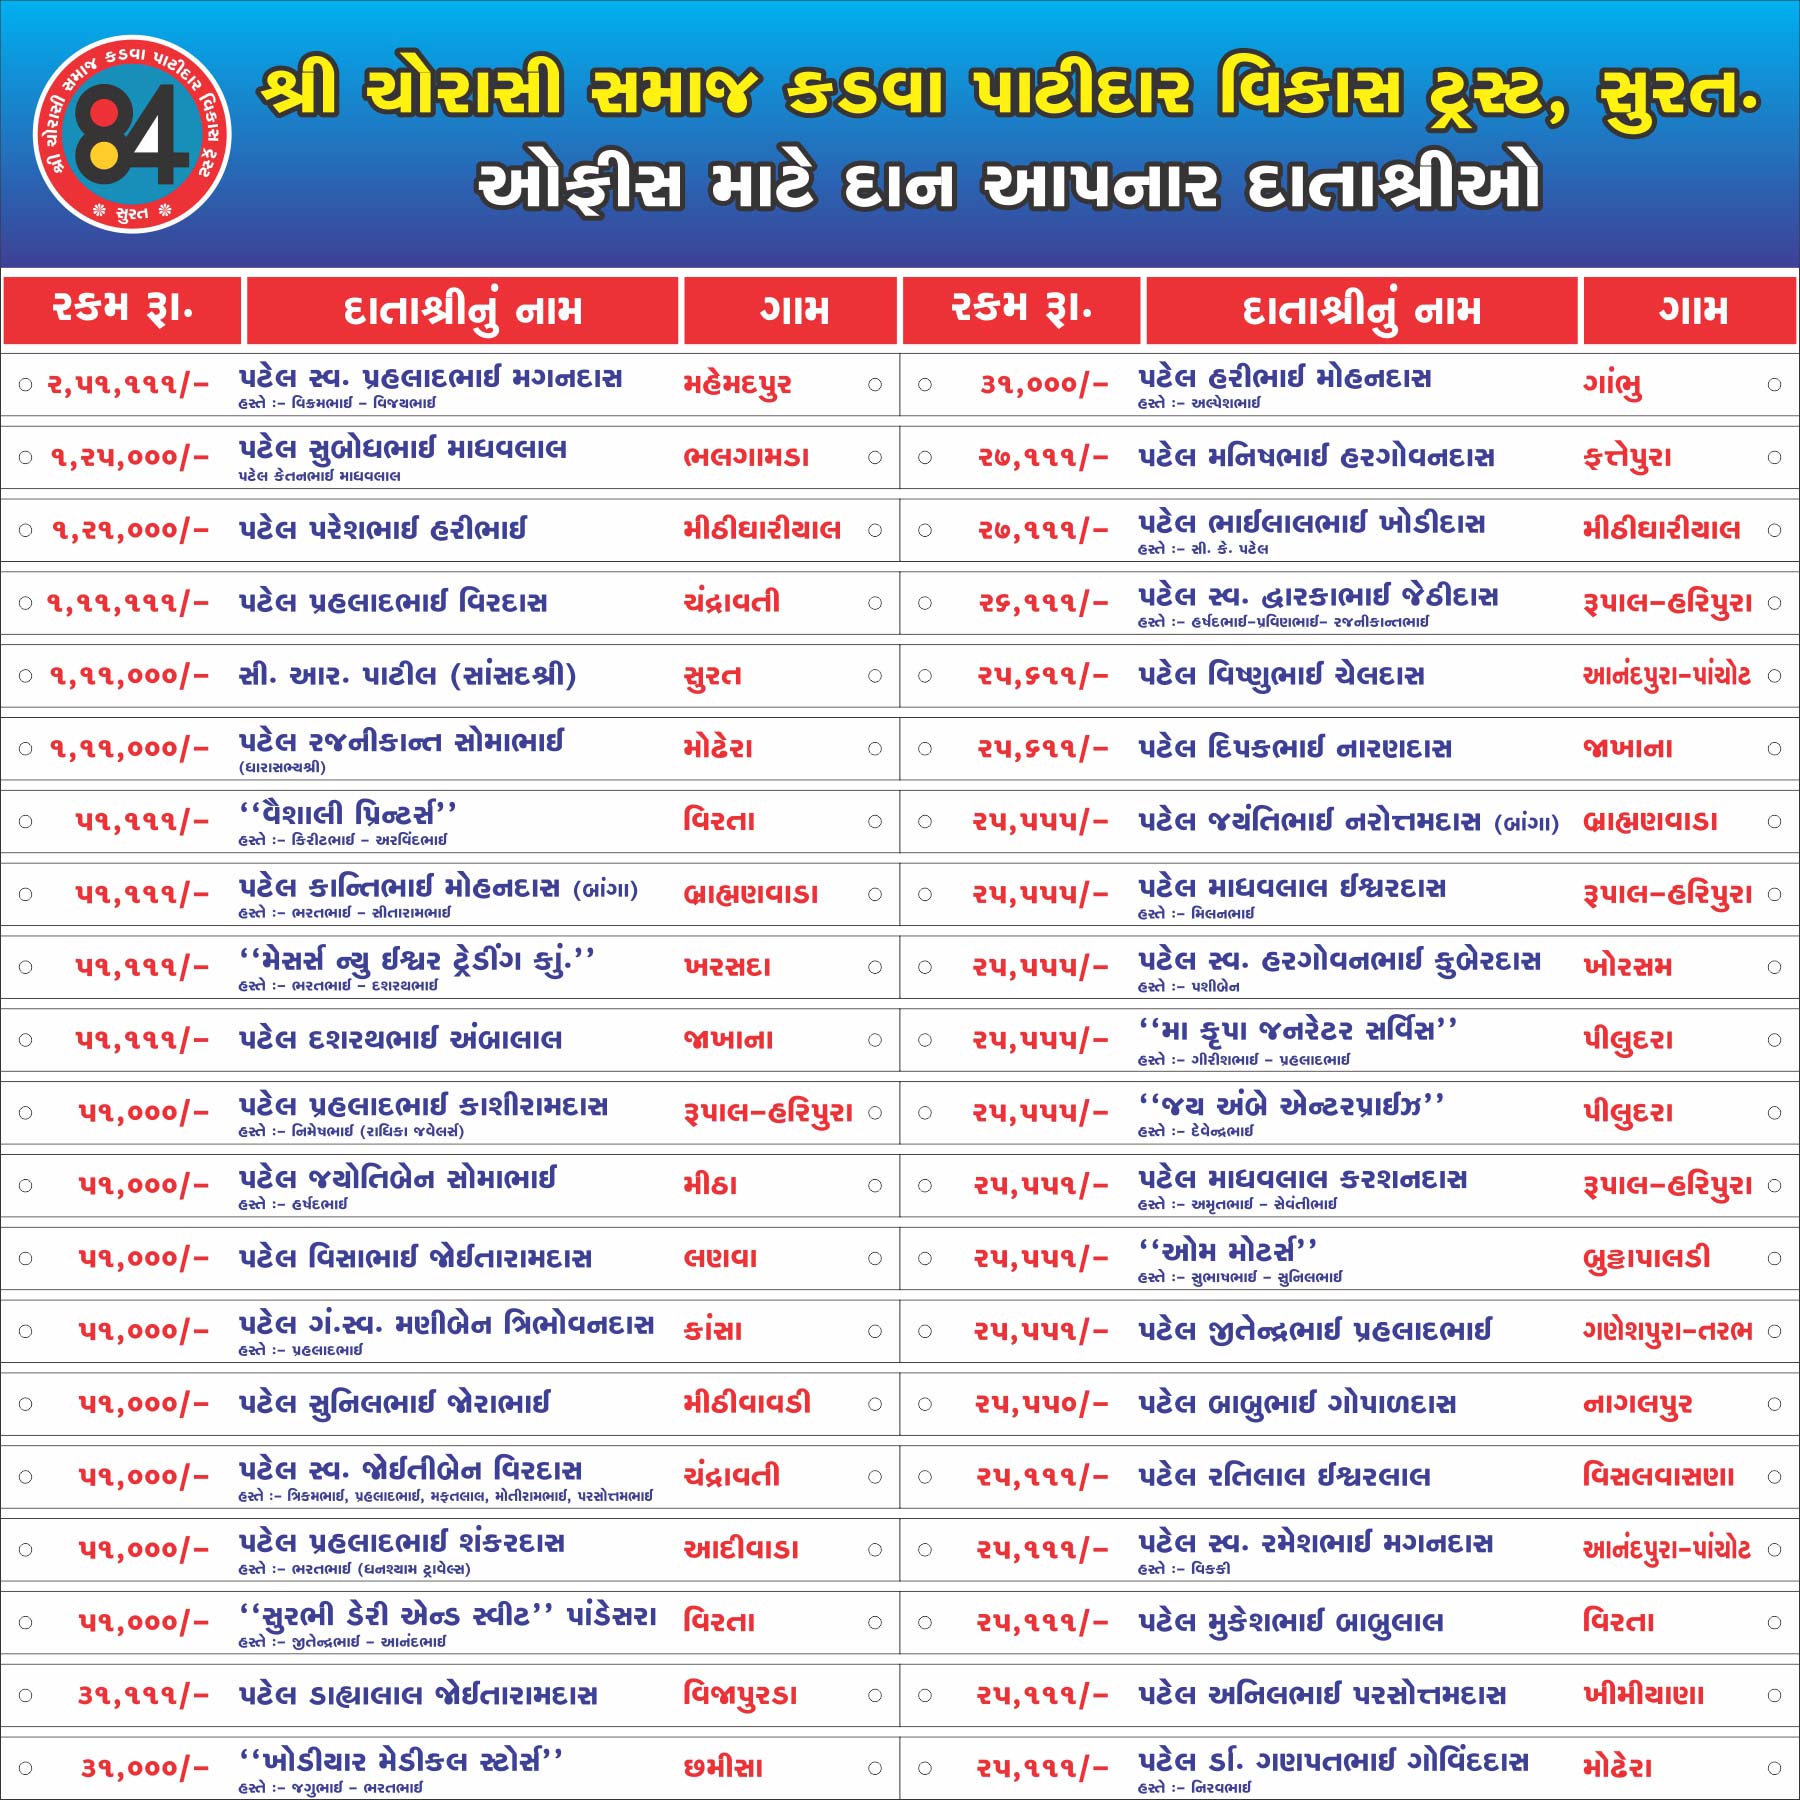 શ્રી ચોરાસી સમાજ કડવા પાટીદાર વિકાસ ટ્રસ્ટ
84
સુરત
શ્રી ચોરાસી સમાજ કડવા પાટીદાર વિકાસ ટ્રસ્ટ, સુરત.
ઓફીસ માટે દાન આપનાર દાતાશ્રીઓ
રકમ રૂા. દાતાશ્રીનું નામ ગામ
૨,૫૧,૧૧૧/– પટેલ સ્વ. પ્રહલાદભાઈ મગનદાસ મહેમદપુર
હસ્તે :– વિક્રમભાઈ – વિજયભાઈ
૧,૨૫,૦૦૦/– પટેલ સુબોધભાઈ માધવલાલ ભલગામડા
પટેલ કેતનભાઈ માધવલાલ
૧,૨૧,૦૦૦/– પટેલ પરેશભાઈ હરીભાઈ મીઠીઘારીયાલ
૧,૧૧,૧૧૧/– પટેલ પ્રહલાદભાઈ વિરદાસ ચંદ્રાવતી
૧,૧૧,૦૦૦/– સી. આર. પાટીલ (સાંસદશ્રી) સુરત
૧,૧૧,૦૦૦/– પટેલ રજનીકાન્ત સોમાભાઈ મોઢેરા
(ધારાસભ્યશ્રી)
૫૧,૧૧૧/– ‘‘વૈશાલી પ્રિન્ટર્સ’’ વિરતા
હસ્તે :– કિરીટભાઈ – અરવિંદભાઈ
૫૧,૧૧૧/– પટેલ કાન્તિભાઈ મોહનદાસ (બાંગા) બ્રાહ્મણવાડા
હસ્તે :– ભરતભાઈ – સીતારામભાઈ
૫૧,૧૧૧/– ‘‘મેસર્સ ન્યુ ઈશ્વર ટ્રેડીંગ કાું.’’ ખરસદા
હસ્તે :– ભરતભાઈ – દશરથભાઈ
૫૧,૧૧૧/– પટેલ દશરથભાઈ અંબાલાલ જાખાના
૫૧,૦૦૦/– પટેલ પ્રહલાદભાઈ કાશીરામદાસ રૂપાલ–હરિપુરા
હસ્તે :– નિમેષભાઈ (રાધિકા જવેલર્સ)
૫૧,૦૦૦/– પટેલ જયોતિબેન સોમાભાઈ મીઠા
હસ્તે :– હર્ષદભાઈ
૫૧,૦૦૦/– પટેલ વિસાભાઈ જોઈતારામદાસ લણવા
૫૧,૦૦૦/– પટેલ ગં.સ્વ. મણીબેન ત્રિભોવનદાસ કાંસા
હસ્તે :– પ્રહલાદભાઈ
૫૧,૦૦૦/– પટેલ સુનિલભાઈ જોરાભાઈ મીઠીવાવડી
૫૧,૦૦૦/– પટેલ સ્વ. જોઈતીબેન વિરદાસ ચંદ્રાવતી
હસ્તે :– ત્રિકમભાઈ, પ્રહલાદભાઈ, મફતલાલ, મોતીરામભાઈ, પરસોત્તમભાઈ
૫૧,૦૦૦/– પટેલ પ્રહલાદભાઈ શંકરદાસ આદીવાડા
હસ્તે :– ભરતભાઈ (ઘનશ્યામ ટ્રાવેલ્સ)
૫૧,૦૦૦/– ‘‘સુરભી ડેરી એન્ડ સ્વીટ’’ પાંડેસરા વિરતા
હસ્તે :– જીતેન્દ્રભાઈ – આનંદભાઈ
૩૧,૧૧૧/– પટેલ ડાહ્યાલાલ જોઈતારામદાસ વિજાપુરડા
૩૧,૦૦૦/– ‘‘ખોડીયાર મેડીકલ સ્ટોર્સ’’ છમીસા
હસ્તે :– જગુભાઈ – ભરતભાઈ
રકમ રૂા. દાતાશ્રીનું નામ ગામ
૩૧,૦૦૦/– પટેલ હરીભાઈ મોહનદાસ ગાંભુ
હસ્તે :– અલ્પેશભાઈ
૨૭,૧૧૧/– પટેલ મનિષભાઈ હરગોવનદાસ ફત્તેપુરા
૨૭,૧૧૧/– પટેલ ભાઈલાલભાઈ ખોડીદાસ મીઠીઘારીયાલ
હસ્તે :– સી. કે. પટેલ
૨૬,૧૧૧/– પટેલ સ્વ. દ્વારકાભાઈ જેઠીદાસ રૂપાલ–હરિપુરા
હસ્તે :– હર્ષદભાઈ–પ્રવિણભાઈ– રજનીકાન્તભાઈ
૨૫,૬૧૧/– પટેલ વિષ્ણુભાઈ ચેલદાસ આનંદપુરા–પાંચોટ
૨૫,૬૧૧/– પટેલ દિપકભાઈ નારણદાસ જાખાના
૨૫,૫૫૫/– પટેલ જયંતિભાઈ નરોત્તમદાસ (બાંગા) બ્રાહ્મણવાડા
૨૫,૫૫૫/– પટેલ માધવલાલ ઈશ્વરદાસ રૂપાલ–હરિપુરા
હસ્તે :– મિલનભાઈ
૨૫,૫૫૫/– પટેલ સ્વ. હરગોવનભાઈ કુબેરદાસ ખોરસમ
હસ્તે :– પશીબેન
૨૫,૫૫૫/– ‘‘મા કૃપા જનરેટર સર્વિસ’’ પીલુદરા
હસ્તે :– ગીરીશભાઈ – પ્રહલાદભાઈ
૨૫,૫૫૫/– ‘‘જય અંબે એન્ટરપ્રાઈઝ’’ પીલુદરા
હસ્તે :– દેવેન્દ્રભાઈ
૨૫,૫૫૧/– પટેલ માધવલાલ કરશનદાસ રૂપાલ–હરિપુરા
હસ્તે :– અમૃતભાઈ – સેવંતીભાઈ
૨૫,૫૫૧/– ‘‘ઓમ મોટર્સ’’ બુટ્ટાપાલડી
હસ્તે :– સુભાષભાઈ – સુનિલભાઈ
૨૫,૫૫૧/– પટેલ જીતેન્દ્રભાઈ પ્રહલાદભાઈ ગણેશપુરા–તરભ
૨૫,૫૫૦/– પટેલ બાબુભાઈ ગોપાળદાસ નાગલપુર
૨૫,૧૧૧/– પટેલ રતિલાલ ઈશ્વરલાલ વિસલવાસણા
૨૫,૧૧૧/– પટેલ સ્વ. રમેશભાઈ મગનદાસ આનંદપુરા–પાંચોટ
હસ્તે :– વિકકી
૨૫,૧૧૧/– પટેલ મુકેશભાઈ બાબુલાલ વિરતા
૨૫,૧૧૧/– પટેલ અનિલભાઈ પરસોત્તમદાસ ખીમીયાણા
૨૫,૧૧૧/– પટેલ ર્ડા. ગણપતભાઈ ગોવિંદદાસ મોઢેરા
હસ્તે :– નિરવભાઈ